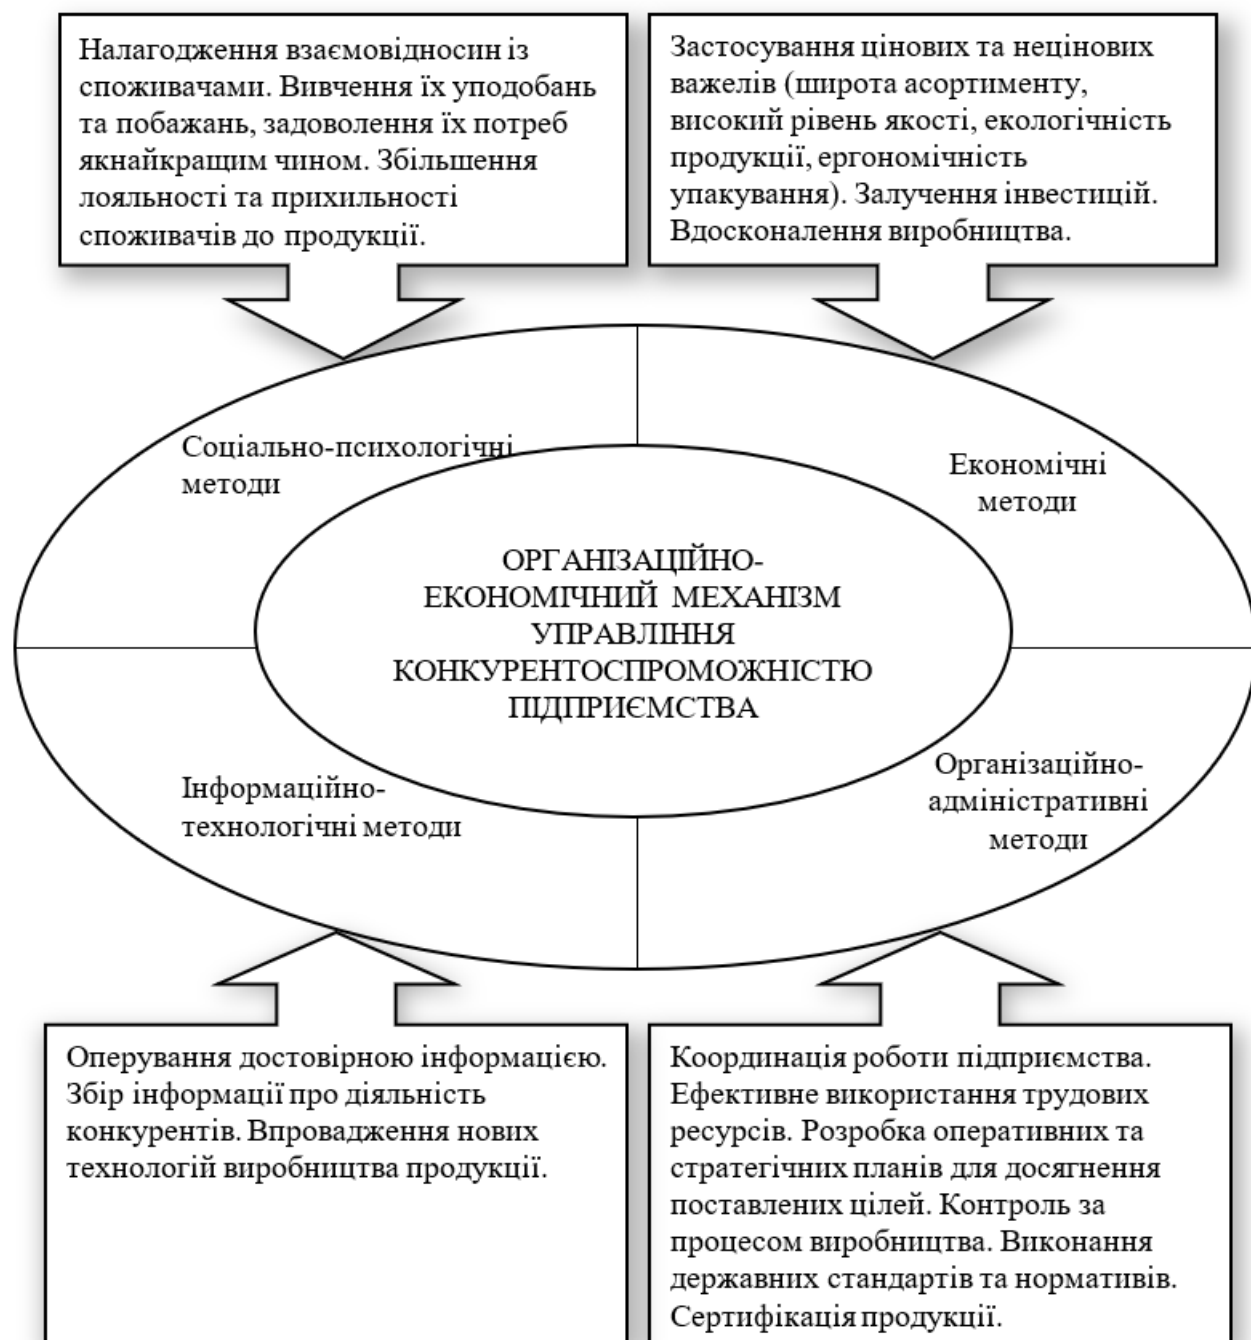 Налагодження взаємовідносин із
споживачами. Вивчення їх уподобань
та побажань, задоволення їх потреб
якнайкращим чином. Збільшення
лояльності та прихильності
споживачів до продукції.
Застосування цінових та нецінових
важелів (широта асортименту,
високий рівень якості, екологічність
продукції, ергономічність
упакування). Залучення інвестицій.
Вдосконалення виробництва.
Соціально-психологічні
методи
Економічні
методи
ОРГАНІЗАЦІЙНО-
ЕКОНОМІЧНИЙ МЕХАНІЗМ
УПРАВЛІННЯ
КОНКУРЕНТОСПРОМОЖНІСТЮ
ПІДПРИЄМСТВА
Інформаційно-
технологічні методи
Організаційно-
адміністративні
методи
Оперування достовірною інформацією.
Збір інформації про діяльність
конкурентів. Впровадження нових
технологій виробництва продукції.
Координація роботи підприємства.
Ефективне використання трудових
ресурсів. Розробка оперативних та
стратегічних планів для досягнення
поставлених цілей. Контроль за
процесом виробництва. Виконання
державних стандартів та нормативів.
Сертифікація продукції.